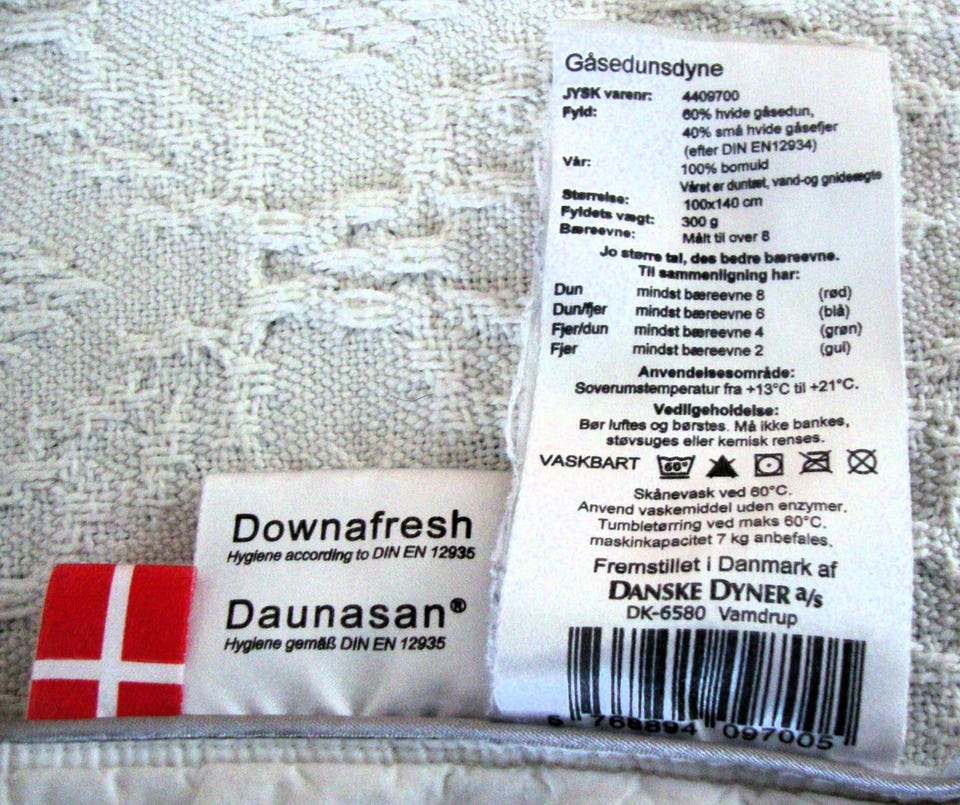 Gåsedunsdyne
JYSK varenr: 4409700
Fyld: 60% hvide gåsedun,
40% små hvide gåsefjer
(efter DIN EN12934)
Vår: 100% bomuld
Våret er duntæt, vand-og gnideægte
Størrelse: 100x140 cm
Fyldets vægt: 300 g
Bæreevne: Målt til over 8
Jo større tal, des bedre bæreevne.
Til sammenligning har:
Dun mindst bæreevne 8 (rød)
Dun/fjer mindst bæreevne 6 (blå)
Fjer/dun mindst bæreevne 4 (grøn)
Fjer mindst bæreevne 2 (gul)
Anvendelsesområde:
Soverumstemperatur fra +13°C til +21°C.
Vedligeholdelse:
Bør luftes og børstes. Må ikke bankes,
støvsuges eller kemisk renses.
VASKBART 60°
Skånevask ved 60°C.
Anvend vaskemiddel uden enzymer.
Tumbletørring ved maks 60°C.
maskinkapacitet 7 kg anbefales.
Fremstillet i Danmark af
DANSKE DYNER a/s
DK-6580 Vamdrup
5 768894 097005
Downafresh
Hygiene according to DIN EN 12935
Daunasan®
Hygiene gemäß DIN EN 12935